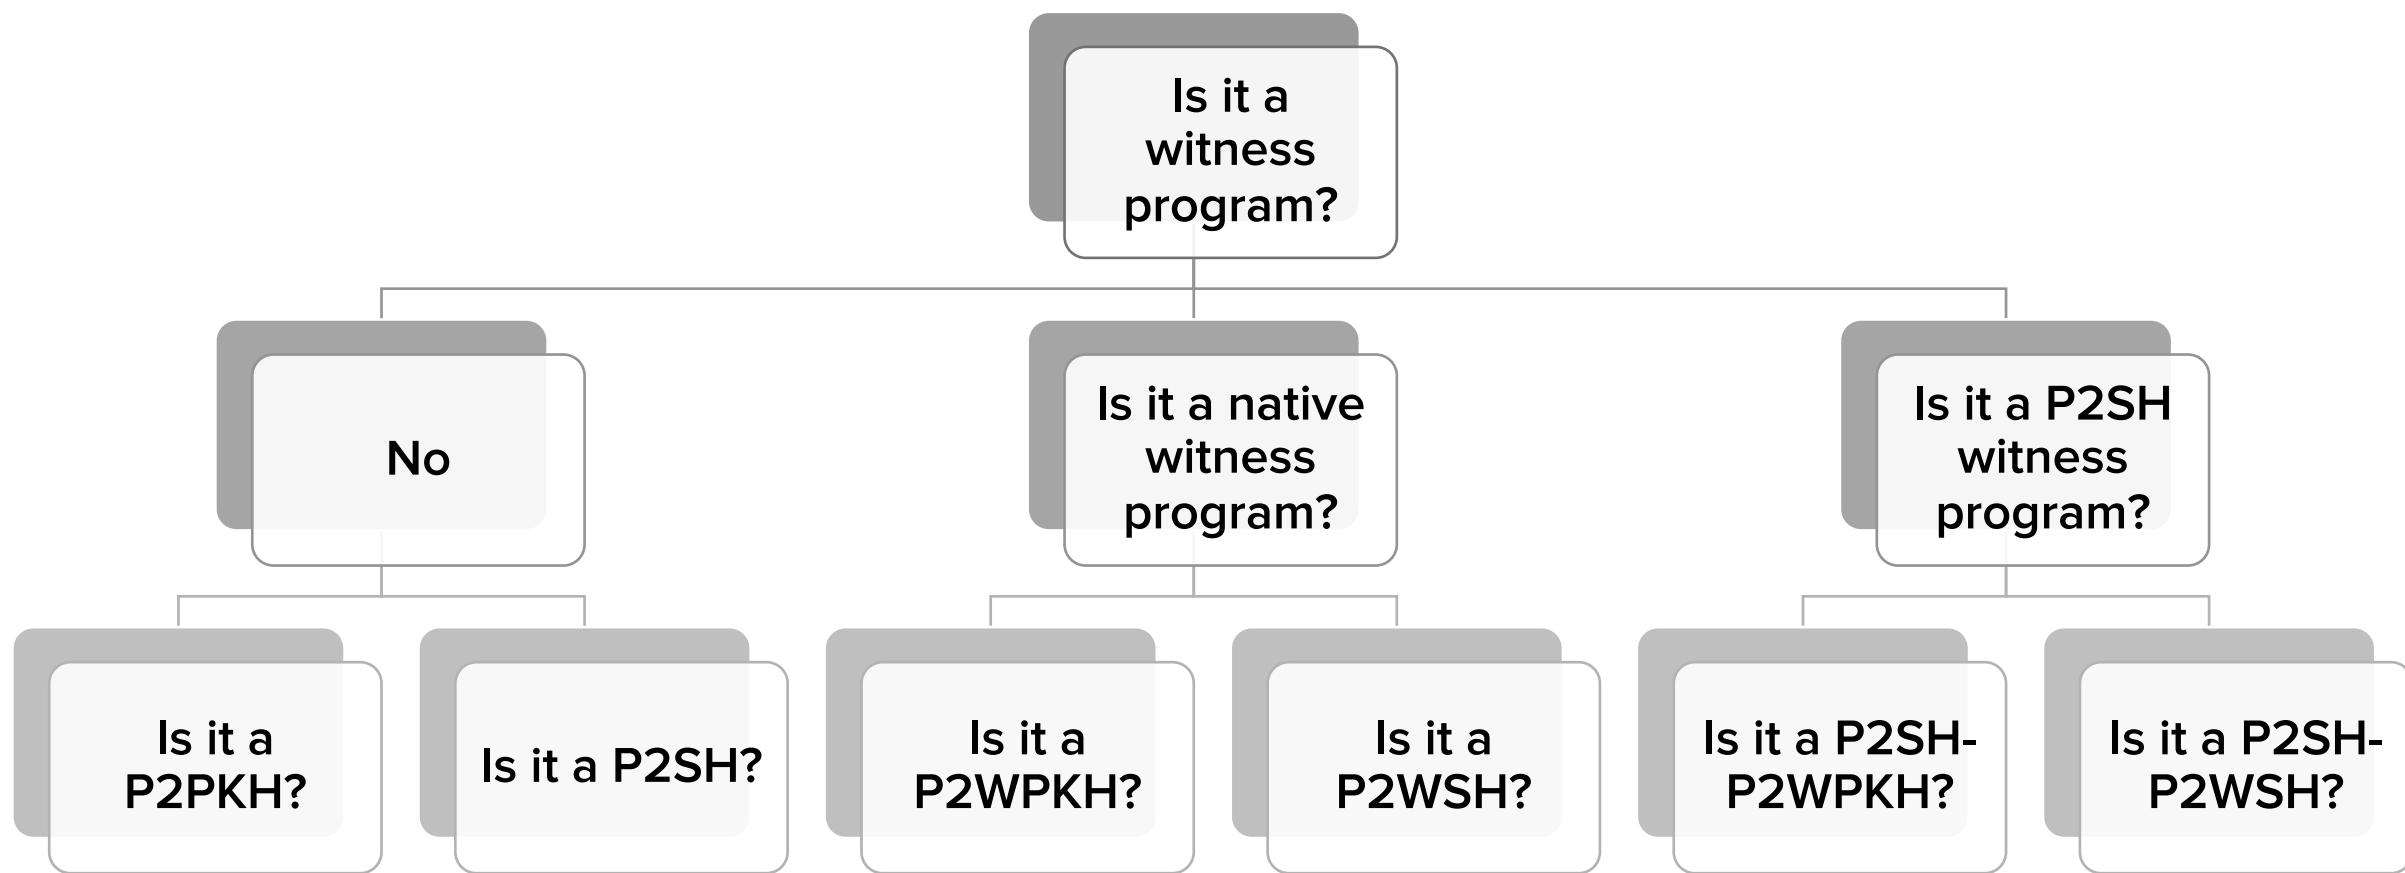 Is it a
witness
program?
No
Is it a native
witness
program?
Is it a P2SH
witness
program?
Is it a
P2PKH?
Is it a P2SH?
Is it a
P2WPKH?
Is it a
P2WSH?
Is it a P2SH-
P2WPKH?
Is it a P2SH-
P2WSH?